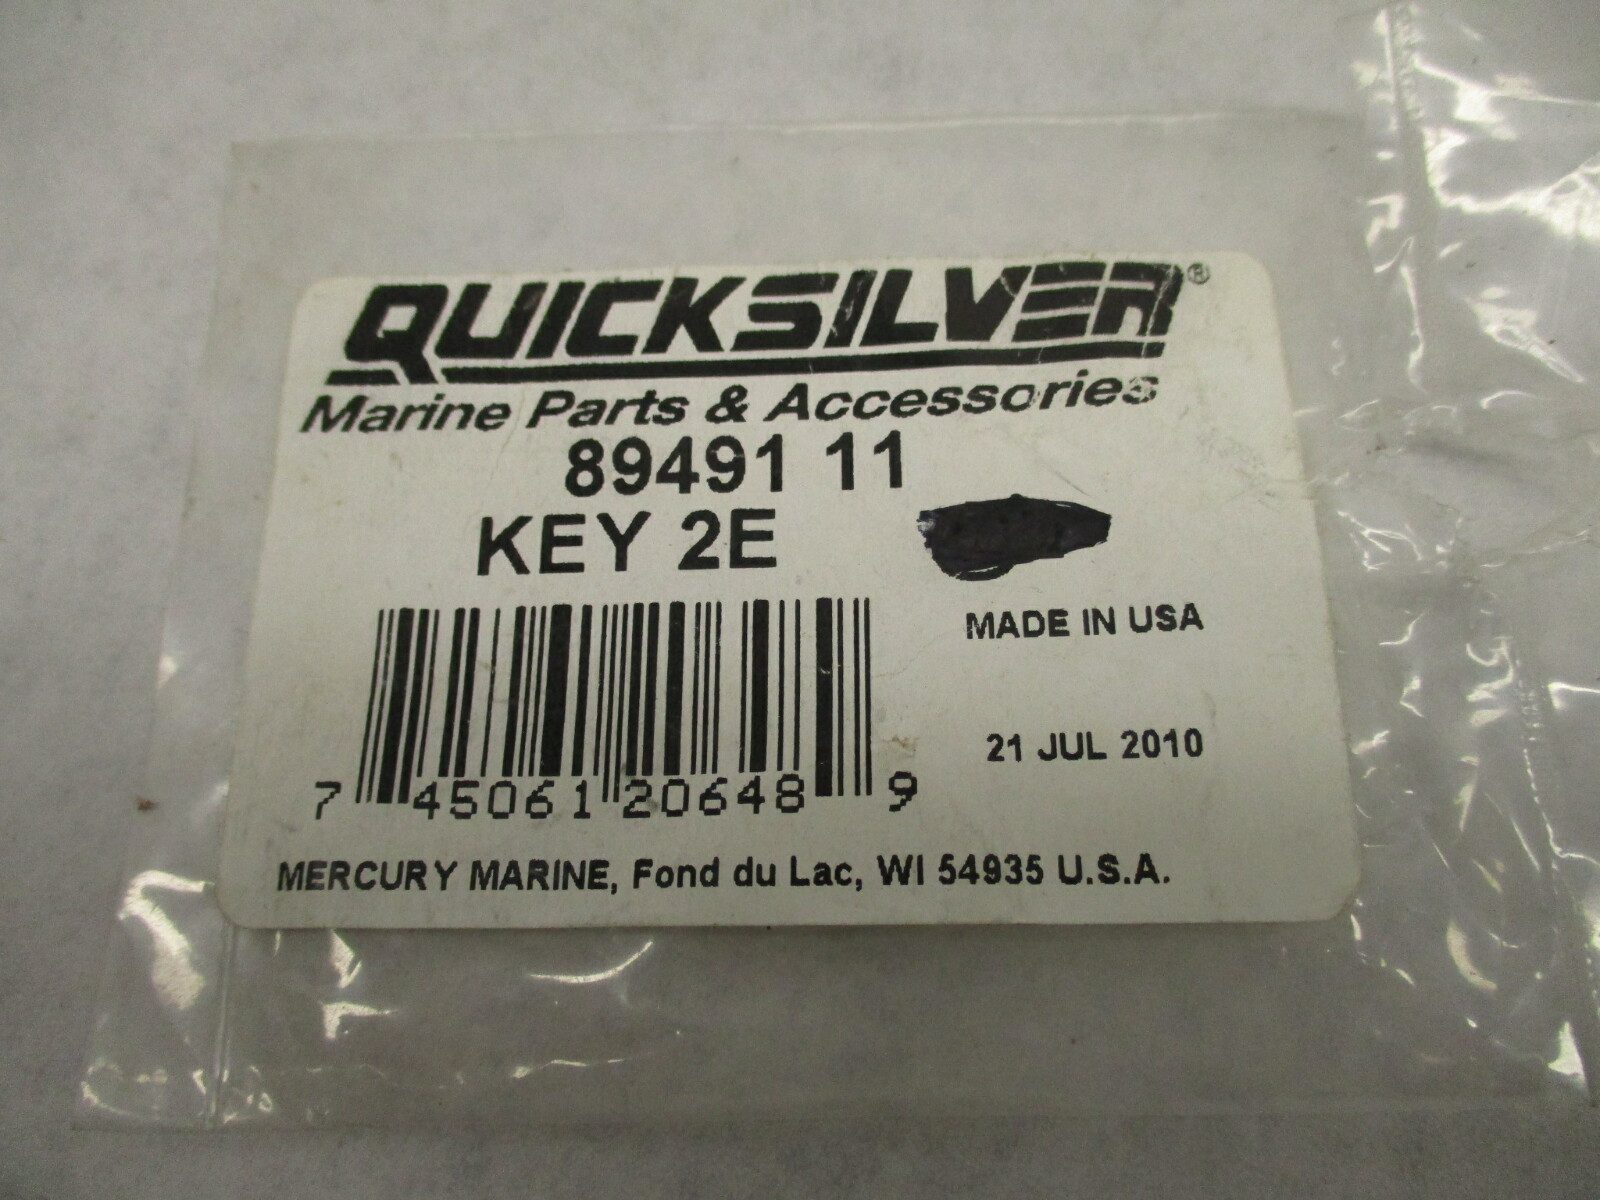 QUICKSILVER®
Marine Parts & Accessories
89491 11
KEY 2E
MADE IN USA
21 JUL 2010
7 45061 20648 9
MERCURY MARINE, Fond du Lac, WI 54935 U.S.A.